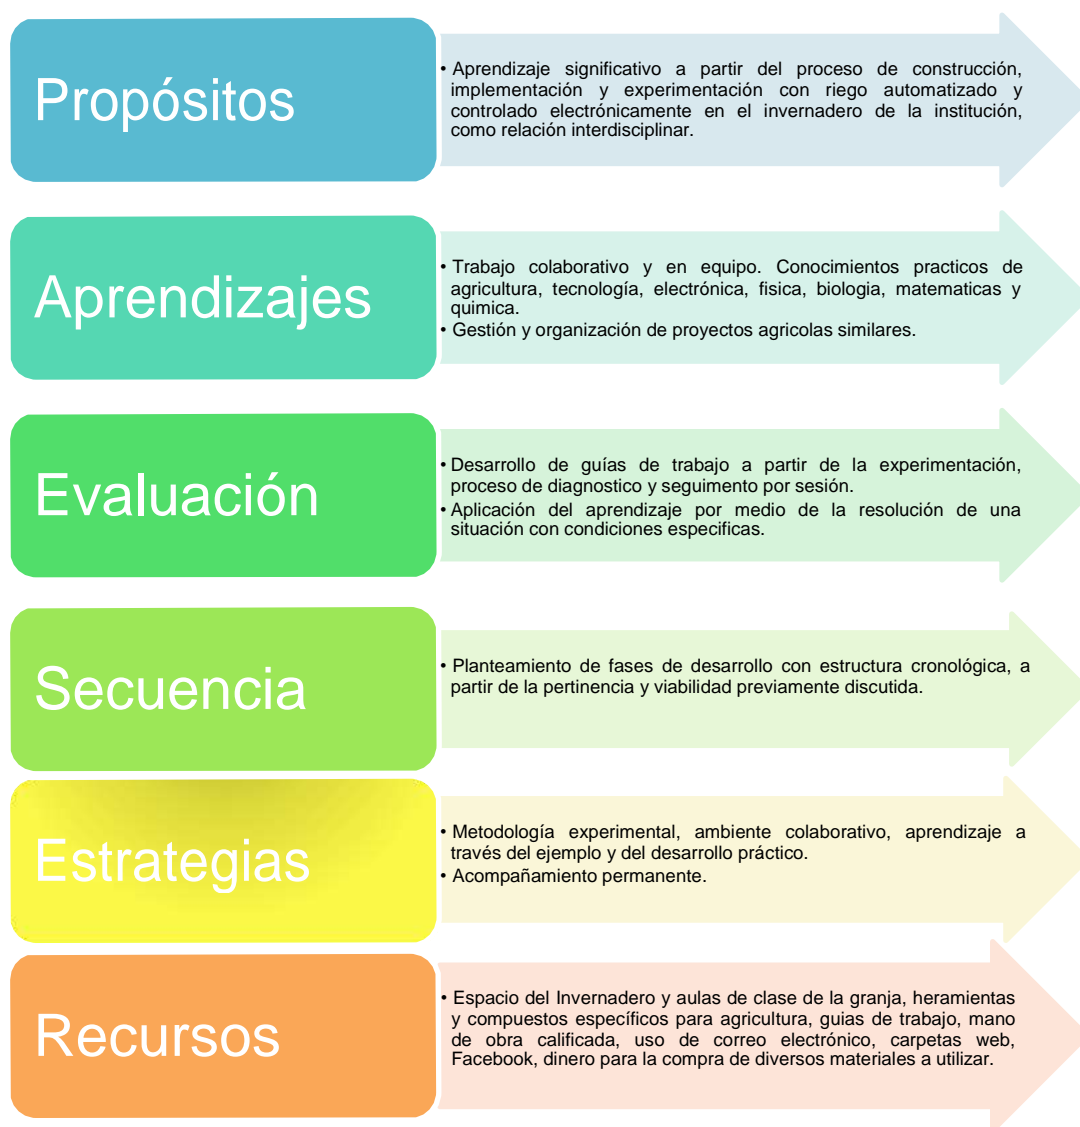 Propósitos
• Aprendizaje significativo a partir del proceso de construcción,
implementación y experimentación con riego automatizado y
controlado electrónicamente en el invernadero de la institución,
como relación interdisciplinar.
Aprendizajes
• Trabajo colaborativo y en equipo. Conocimientos practicos de
agricultura, tecnología, electrónica, fisica, biologia, matematicas y
quimica.
• Gestión y organización de proyectos agricolas similares.
Evaluación
• Desarrollo de guías de trabajo a partir de la experimentación,
proceso de diagnostico y seguimento por sesión.
• Aplicación del aprendizaje por medio de la resolución de una
situación con condiciones especificas.
Secuencia
• Planteamiento de fases de desarrollo con estructura cronológica, a
partir de la pertinencia y viabilidad previamente discutida.
Estrategias
• Metodología experimental, ambiente colaborativo, aprendizaje a
través del ejemplo y del desarrollo práctico.
• Acompañamiento permanente.
Recursos
• Espacio del Invernadero y aulas de clase de la granja, heramientas
y compuestos específicos para agricultura, guias de trabajo, mano
de obra calificada, uso de correo electrónico, carpetas web,
Facebook, dinero para la compra de diversos materiales a utilizar.